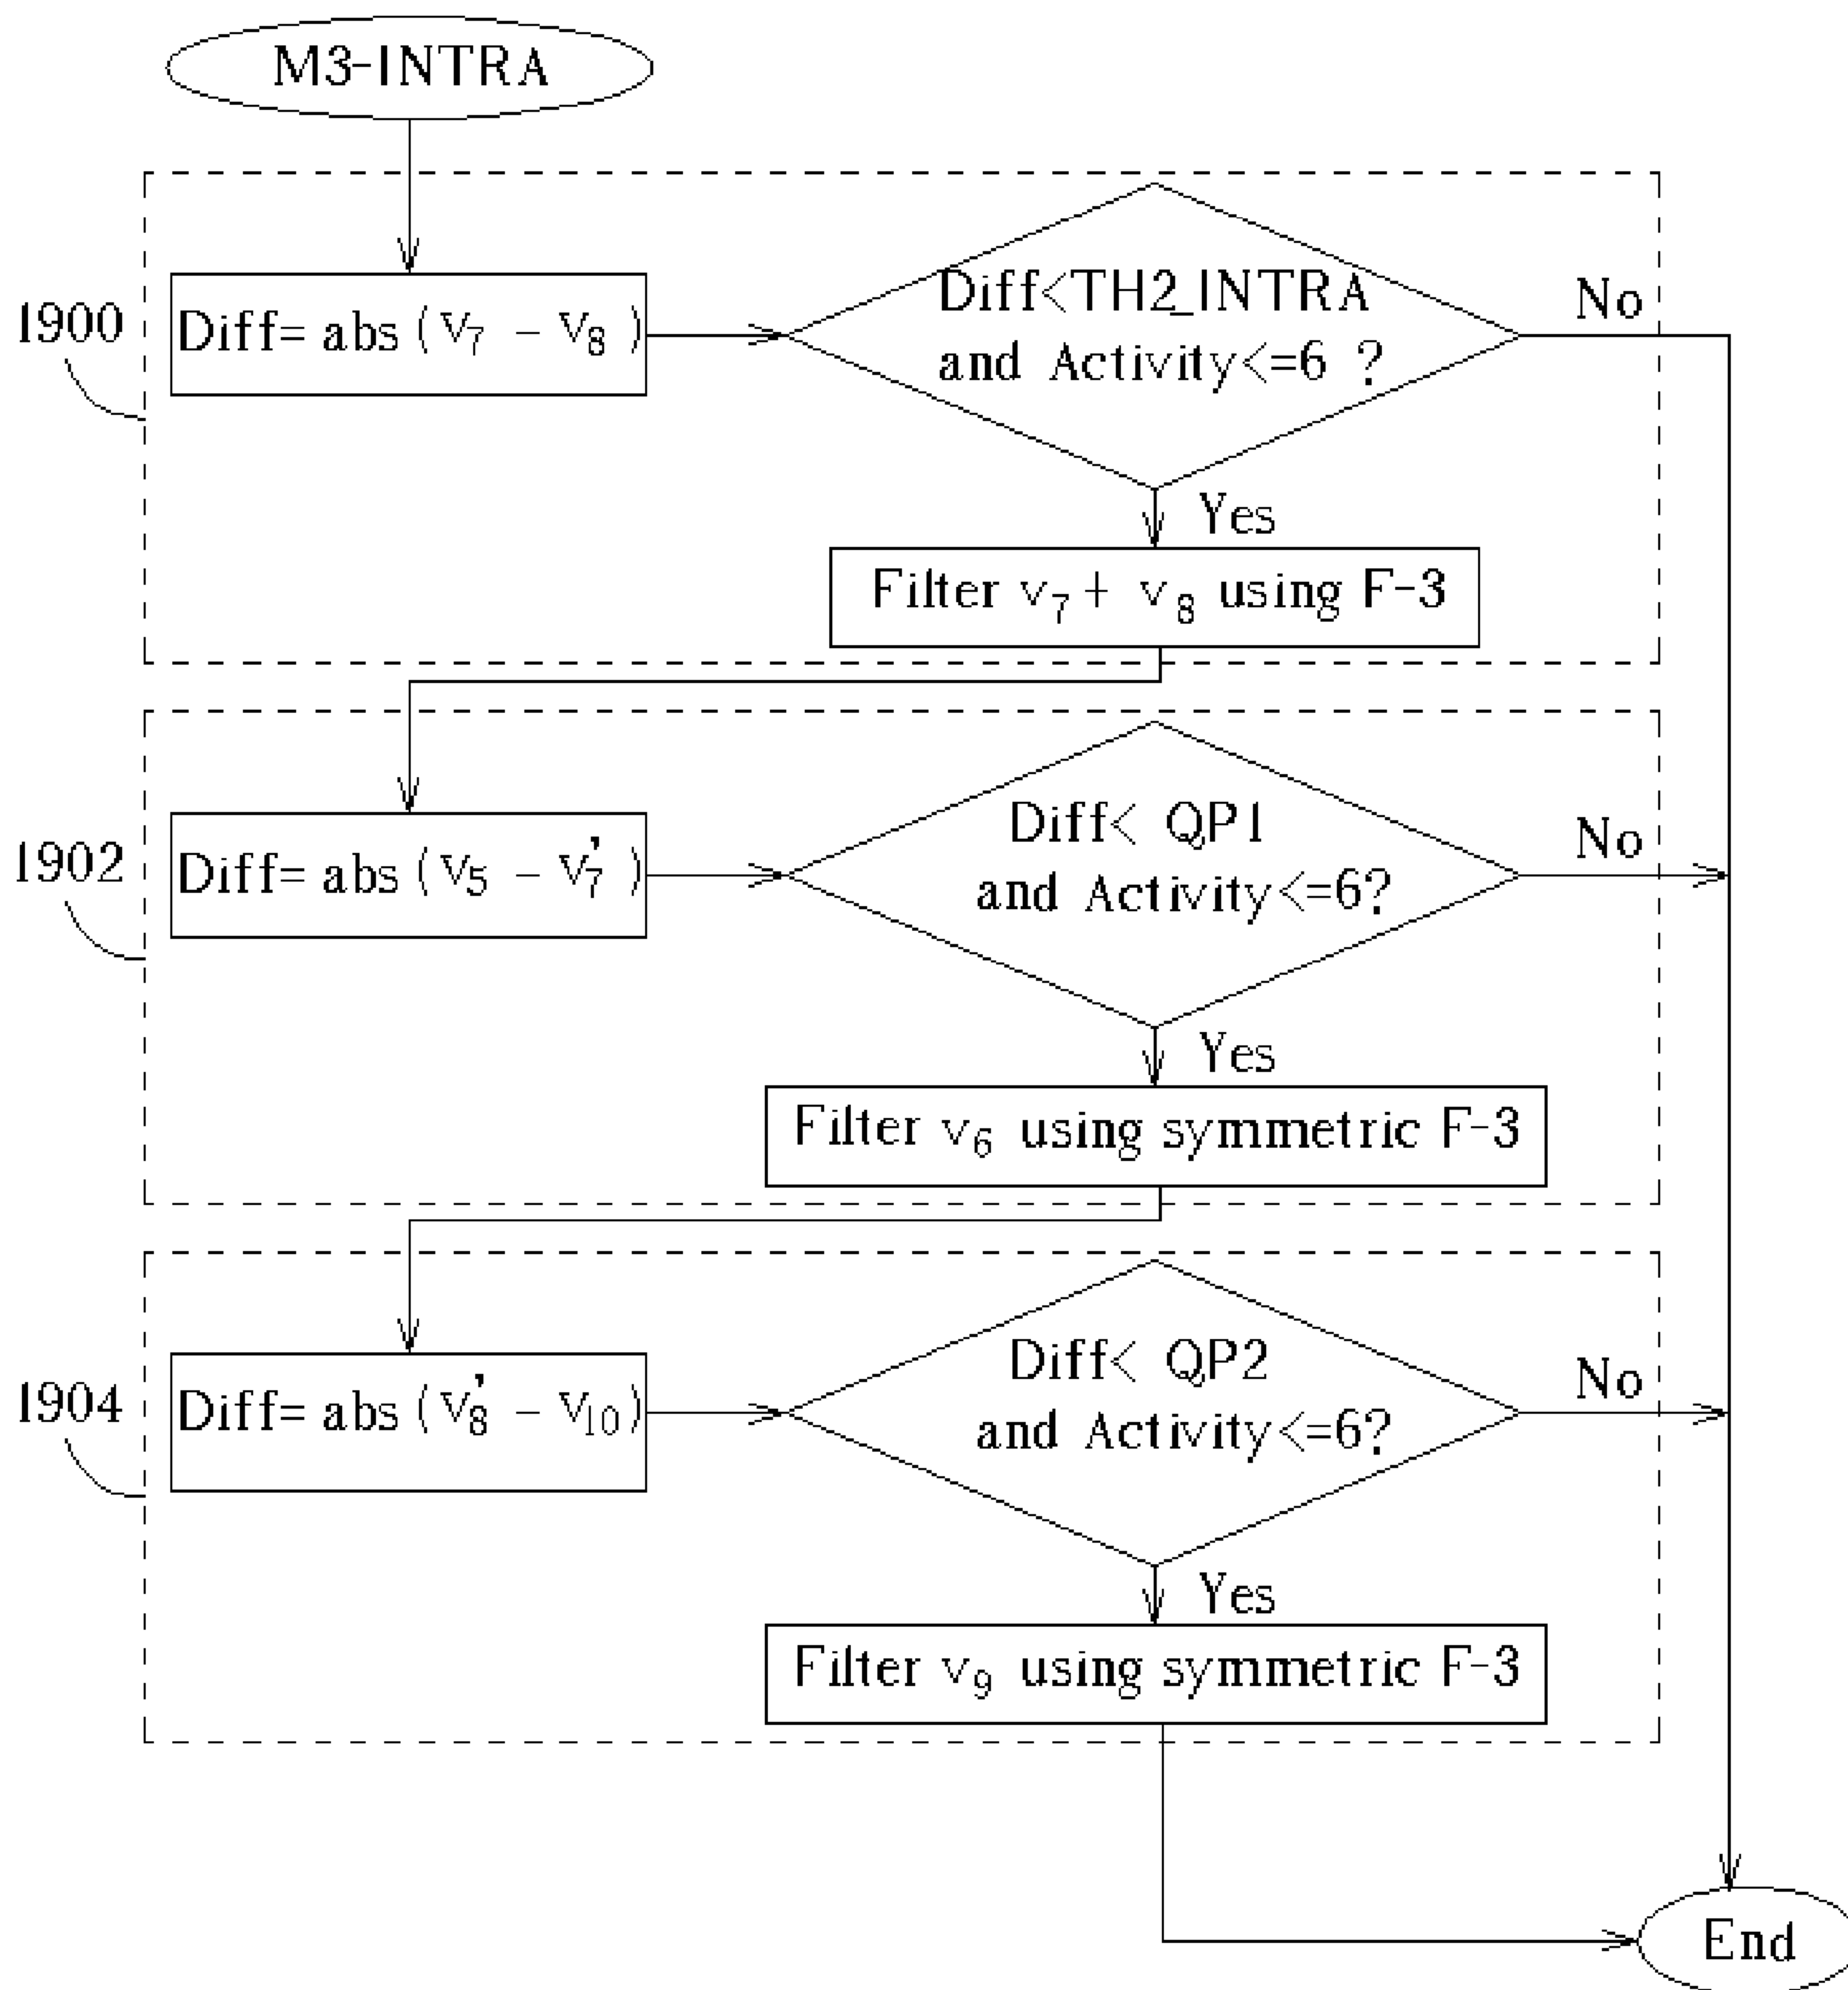 M3-INTRA
1900
Diff= abs (v₇ - v₈ )
Diff<TH2_INTRA
and Activity<=6 ?
No
Yes
Filter v₇ + v₈ using F-3
1902
Diff= abs (v₅ - v₇')
Diff< QP1
and Activity<=6?
No
Yes
Filter v₆ using symmetric F-3
1904
Diff= abs (v₈' - v₁₀)
Diff< QP2
and Activity<=6?
No
Yes
Filter v₉ using symmetric F-3
End